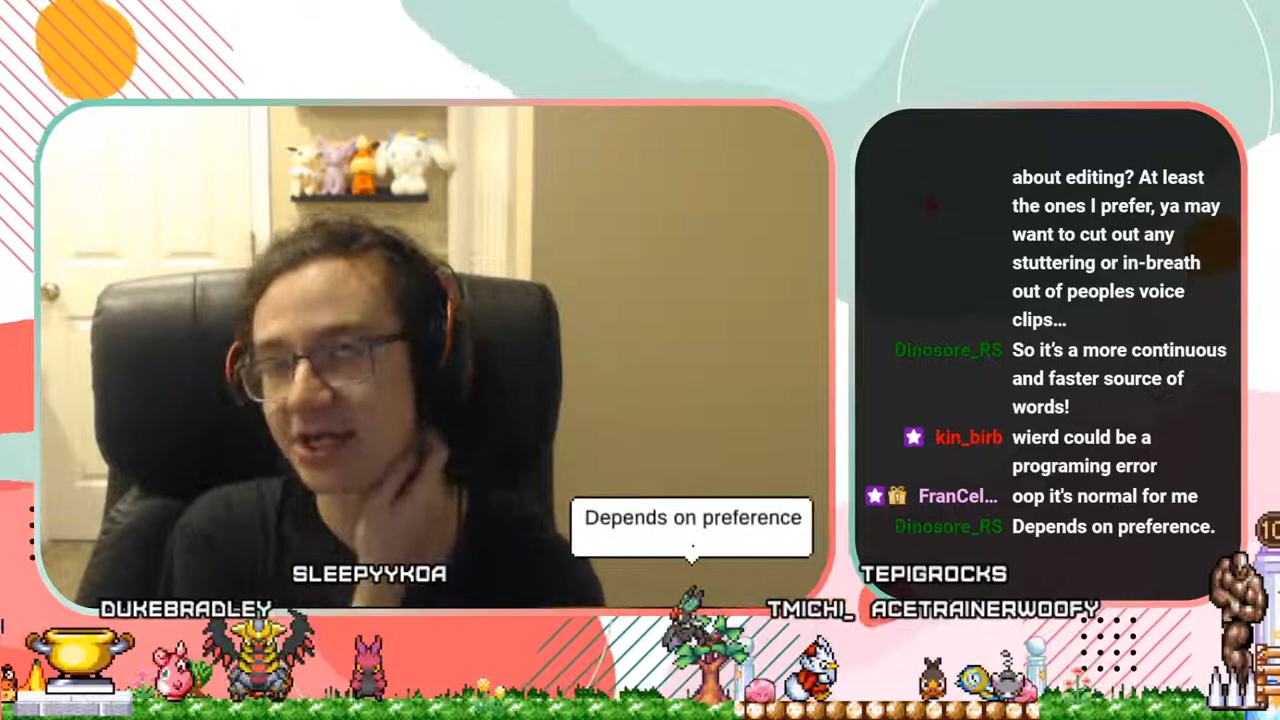 about editing? At least
the ones I prefer, ya may
want to cut out any
stuttering or in-breath
out of peoples voice
clips...
Dinosore_RS So it's a more continuous
and faster source of
words!
kin_birb wierd could be a
programing error
FranCel... oop it's normal for me
Dinosore_RS Depends on preference.
Depends on preference
.
SLEEPYYKOA
TEPIGROCKS
DUKEBRADLEY
TMICHI_
ACETRAINERWOOFY
10